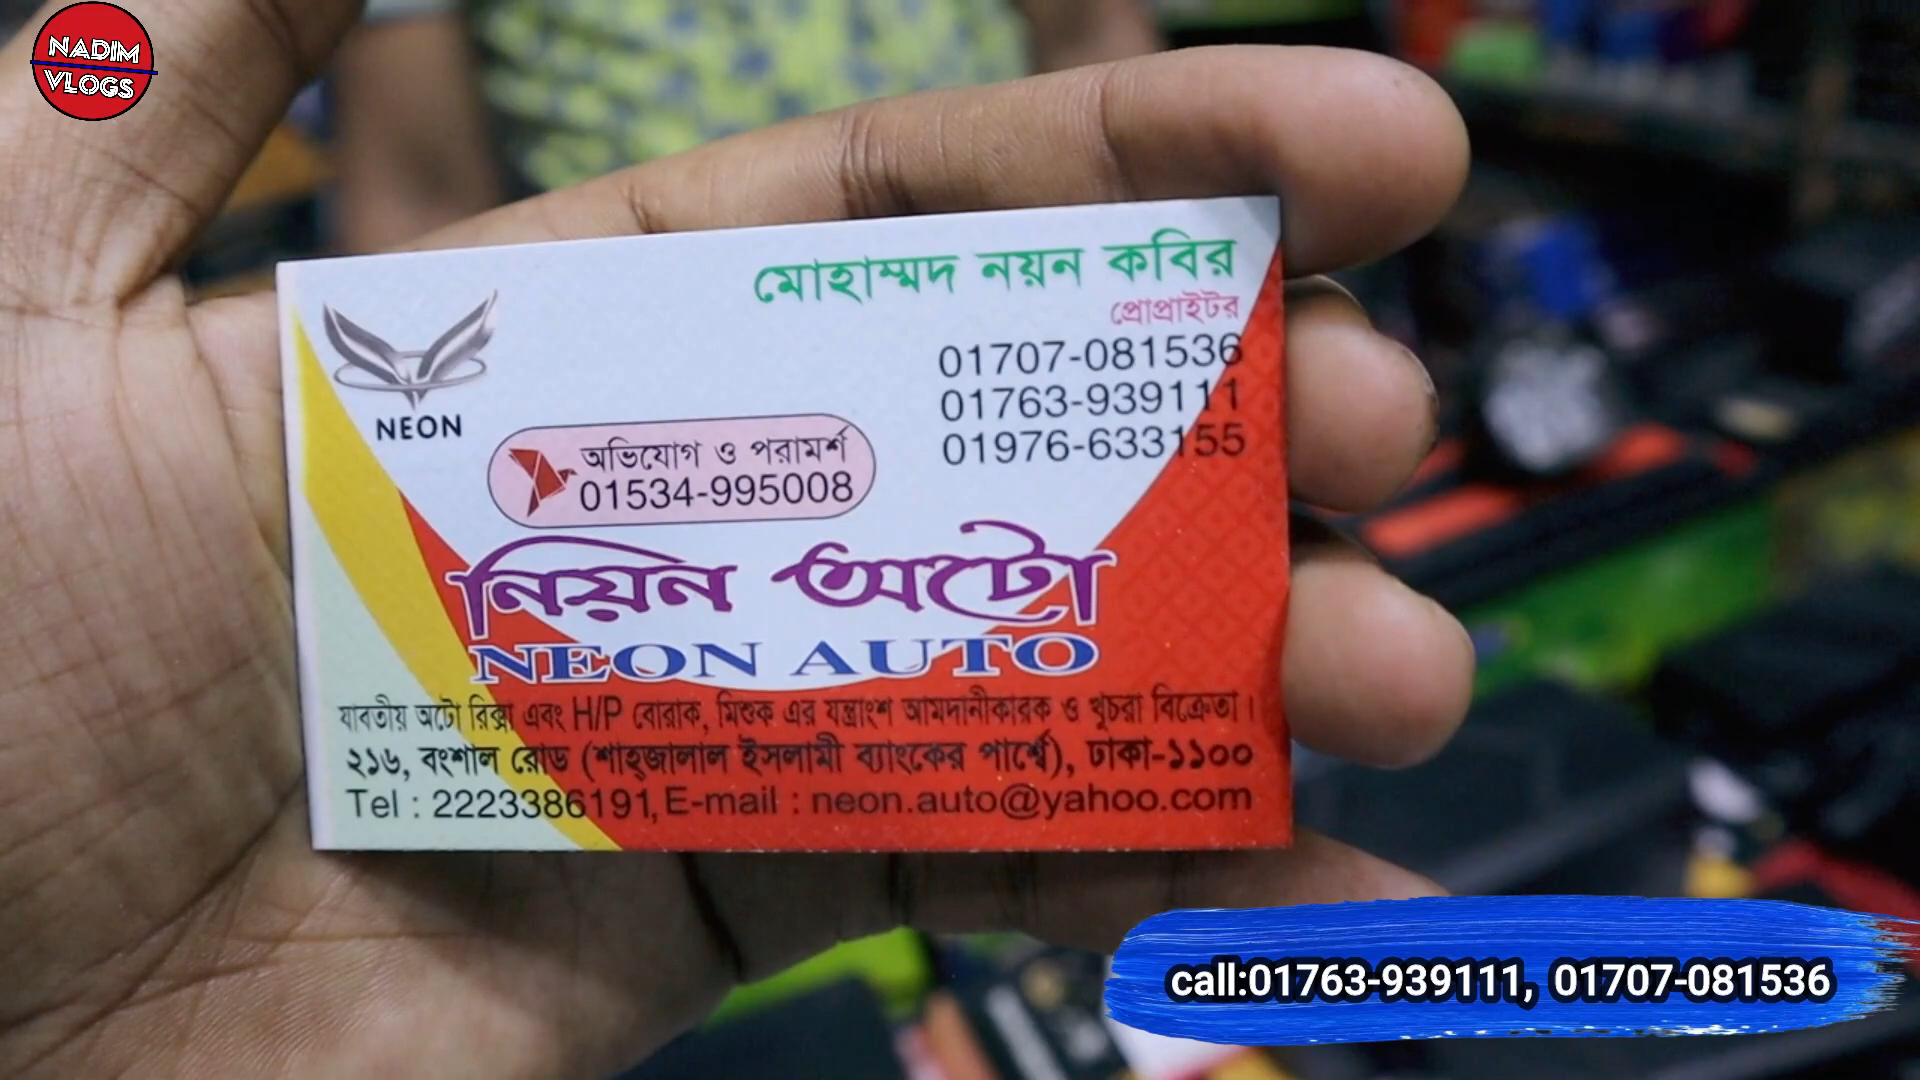 NADIM
VLOGS
মোহাম্মদ নয়ন কবির
প্রোপ্রাইটর
01707-081536
01763-939111
01976-633155
NEON
অভিযোগ ও পরামর্শ
01534-995008
নিয়ন অটো
NEON AUTO
যাবতীয় অটো রিক্সা এবং H/P বোরাক, মিশুক এর যন্ত্রাংশ আমদানীকারক ও খুচরা বিক্রেতা।
২১৬, বংশাল রোড (শাহ্জালাল ইসলামী ব্যাংকের পার্শ্বে), ঢাকা-১১০০
Tel : 2223386191, E-mail : neon.auto@yahoo.com
call:01763-939111, 01707-081536